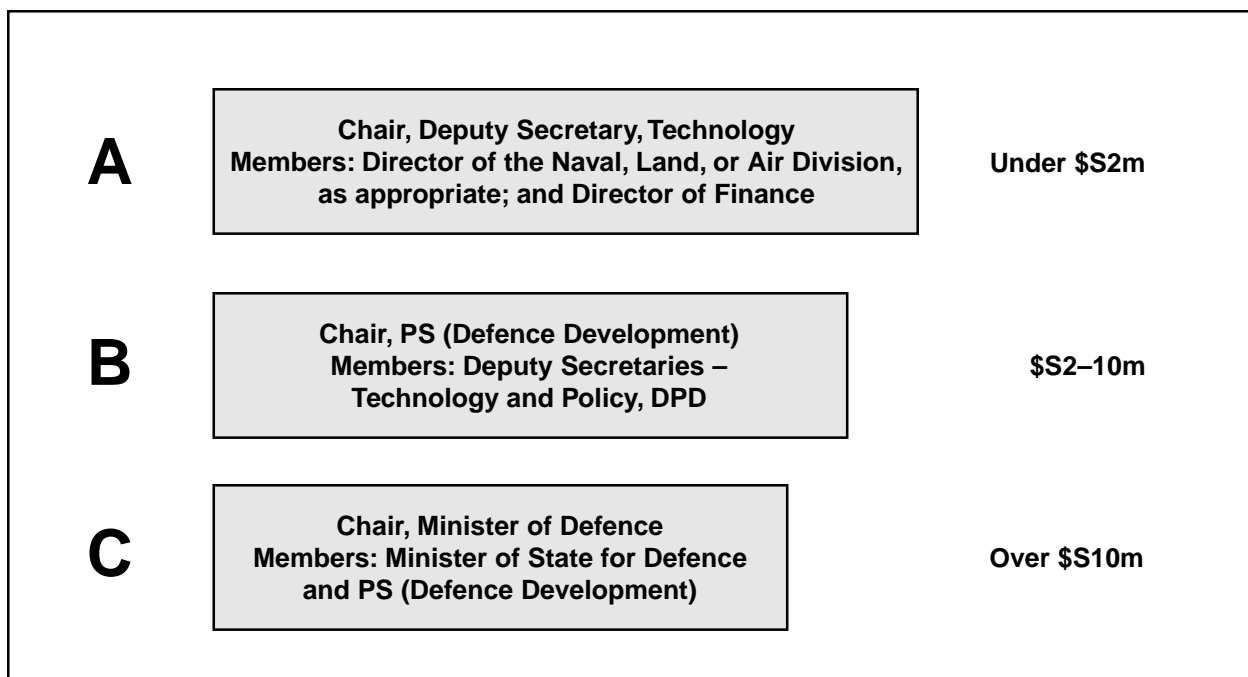 A
Chair, Deputy Secretary, Technology
Members: Director of the Naval, Land, or Air Division,
as appropriate; and Director of Finance
Under $S2m
B
Chair, PS (Defence Development)
Members: Deputy Secretaries –
Technology and Policy, DPD
$S2–10m
C
Chair, Minister of Defence
Members: Minister of State for Defence
and PS (Defence Development)
Over $S10m